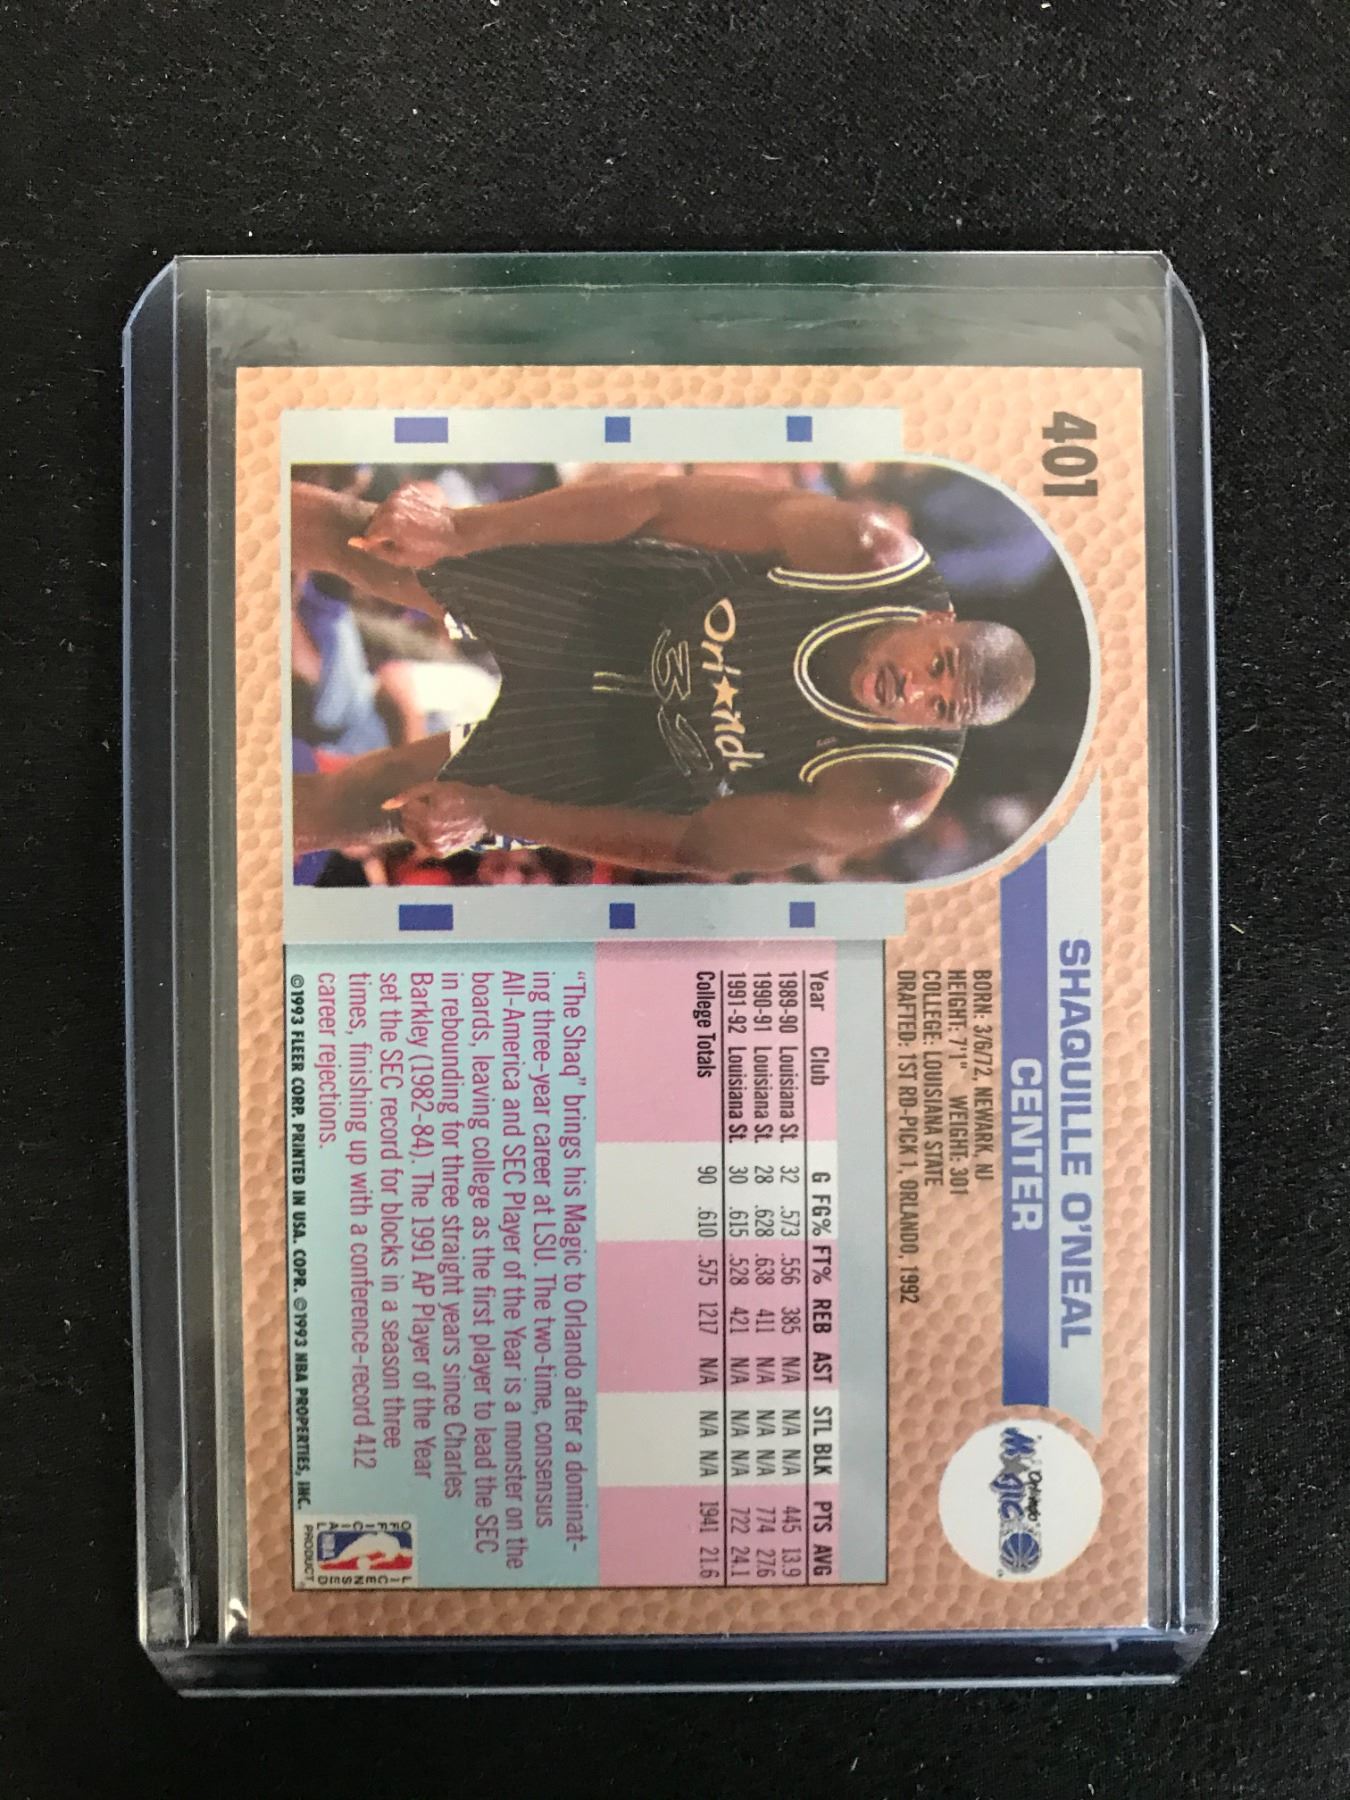 401
SHAQUILLE O'NEAL
CENTER
BORN: 3/6/72, NEWARK, NJ
HEIGHT: 7'1" WEIGHT: 301
COLLEGE: LOUISIANA STATE
DRAFTED: 1ST RD-PICK 1, ORLANDO, 1992
Orlando Magic
Orlando
32
Year Club G FG% FT% REB AST STL BLK PTS AVG
1989-90 Louisiana St. 32 .573 .556 385 N/A N/A N/A 445 13.9
1990-91 Louisiana St. 28 .628 .638 411 N/A N/A N/A 774 27.6
1991-92 Louisiana St. 30 .615 .528 421 N/A N/A N/A 722 24.1
College Totals 90 .610 .575 1217 N/A N/A N/A 1941 21.6
"The Shaq" brings his Magic to Orlando after a dominat-
ing three-year career at LSU. The two-time, consensus
All-America and SEC Player of the Year is a monster on the
boards, leaving college as the first player to lead the SEC
in rebounding for three straight years since Charles
Barkley (1982-84). The 1991 AP Player of the Year
set the SEC record for blocks in a season three
times, finishing up with a conference-record 412
career rejections.
©1993 FLEER CORP. PRINTED IN USA. COPR. ©1993 NBA PROPERTIES, INC.
OFFICIAL LICENSED
NBA
PRODUCT